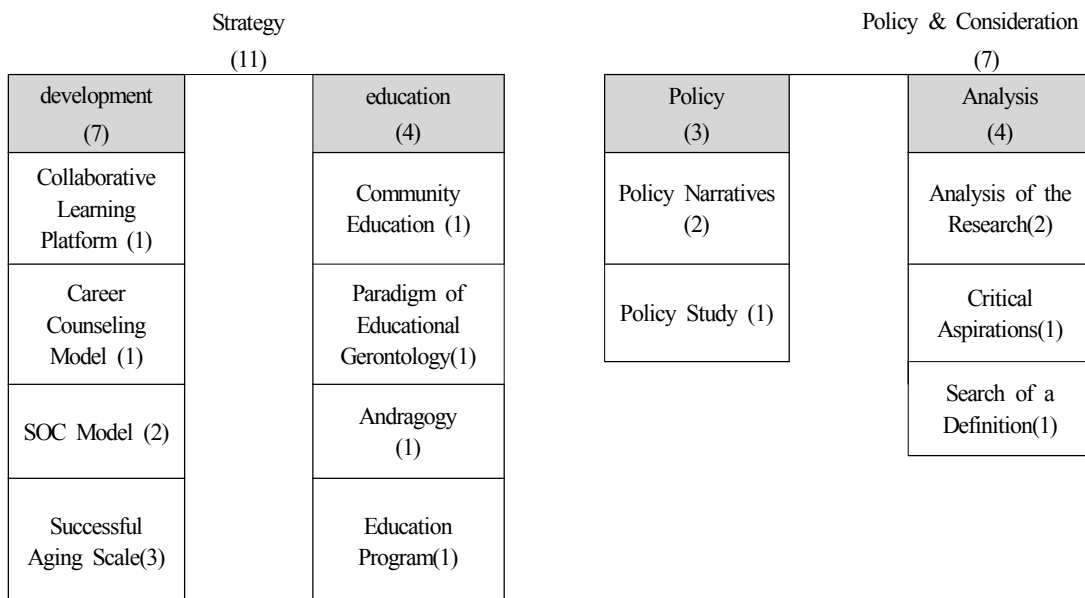 Strategy
(11)
development
(7)
Collaborative
Learning
Platform (1)
Career
Counseling
Model (1)
SOC Model (2)
Successful
Aging Scale(3)
education
(4)
Community
Education (1)
Paradigm of
Educational
Gerontology(1)
Andragogy
(1)
Education
Program(1)
Policy & Consideration
(7)
Policy
(3)
Policy Narratives
(2)
Policy Study (1)
Analysis
(4)
Analysis of the
Research(2)
Critical
Aspirations(1)
Search of a
Definition(1)